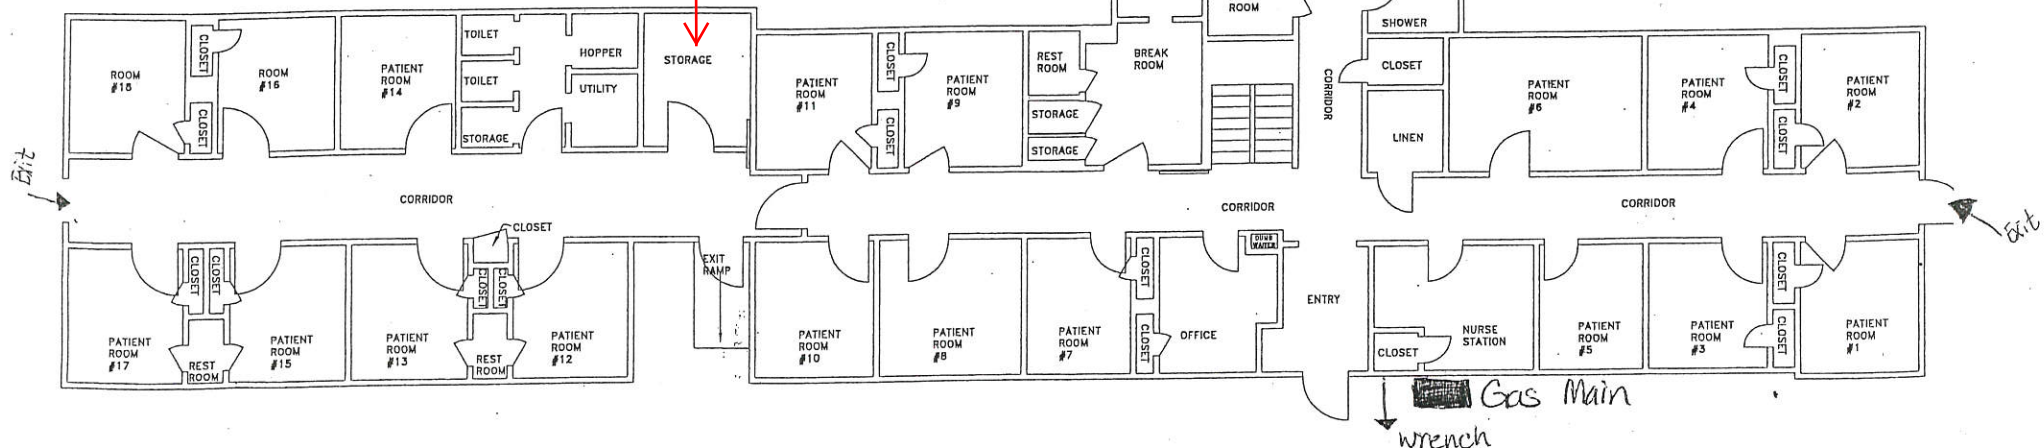 ROOM
SHOWER
CLOSET
ROOM
#18
CLOSET
CLOSET
ROOM
#16
PATIENT
ROOM
#14
TOILET
TOILET
STORAGE
HOPPER
UTILITY
STORAGE
PATIENT
ROOM
#11
CLOSET
CLOSET
PATIENT
ROOM
#9
REST
ROOM
STORAGE
STORAGE
BREAK
ROOM
CORRIDOR
LINEN
PATIENT
ROOM
#6
PATIENT
ROOM
#4
CLOSET
CLOSET
PATIENT
ROOM
#2
Exit
CORRIDOR
CORRIDOR
CORRIDOR
Exit
CLOSET
EXIT
RAMP
DUMB
WAITER
CLOSET
CLOSET
CLOSET
CLOSET
CLOSET
CLOSET
CLOSET
CLOSET
PATIENT
ROOM
#17
REST
ROOM
PATIENT
ROOM
#15
PATIENT
ROOM
#13
REST
ROOM
PATIENT
ROOM
#12
PATIENT
ROOM
#10
PATIENT
ROOM
#8
PATIENT
ROOM
#7
OFFICE
ENTRY
CLOSET
NURSE
STATION
PATIENT
ROOM
#5
PATIENT
ROOM
#3
PATIENT
ROOM
#1
Gas Main
wrench